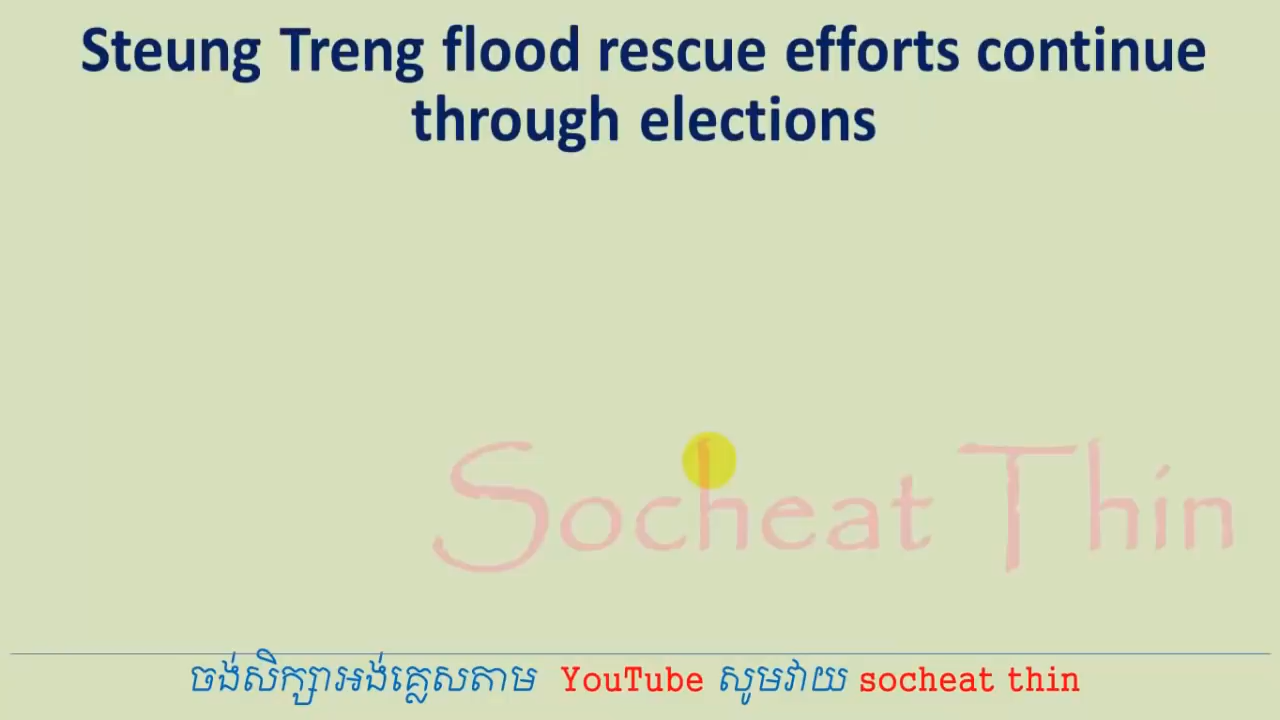 Steung Treng flood rescue efforts continue
through elections
Socheat Thin
ចង់សិក្សាអង់គ្លេសតាម YouTube សូមវាយ socheat thin